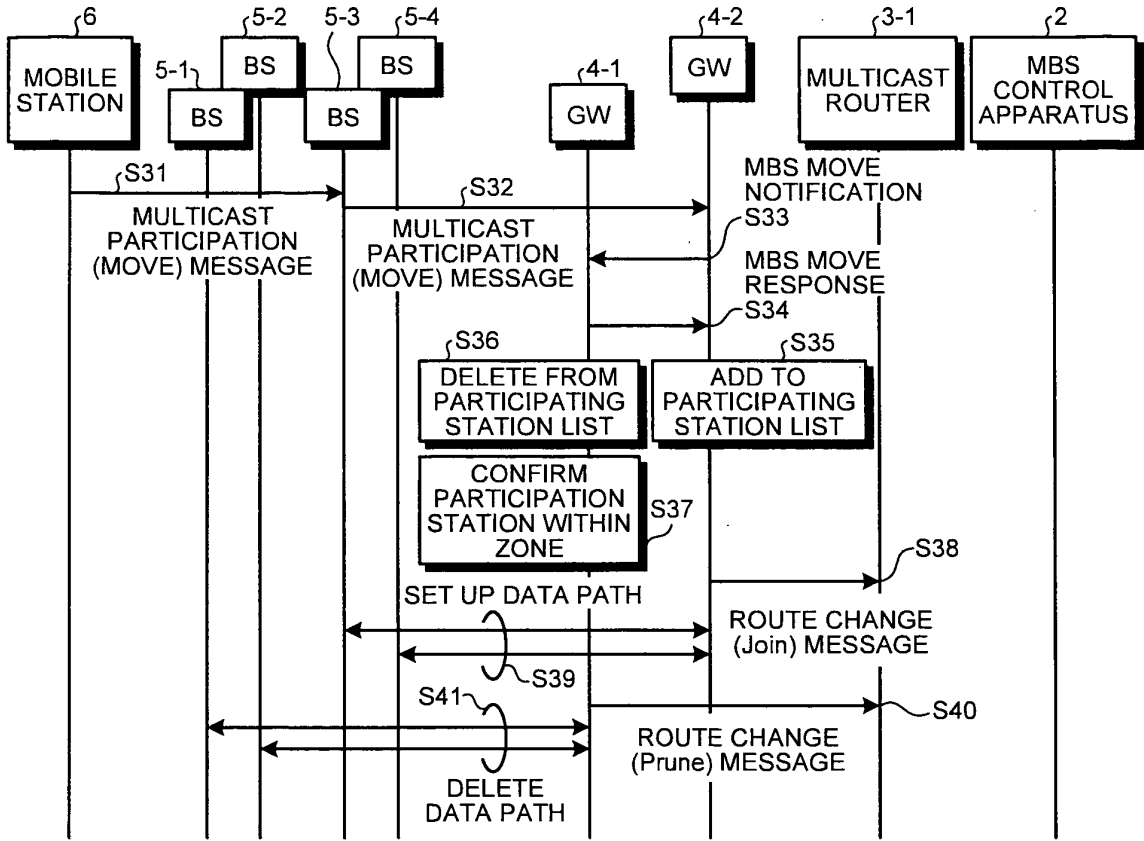 6
5-2
5-3
5-4
4-2
3-1
2
5-1
4-1
MOBILE
STATION
BS
BS
BS
BS
GW
GW
MULTICAST
ROUTER
MBS
CONTROL
APPARATUS
S31
MULTICAST
PARTICIPATION
(MOVE) MESSAGE
S32
MULTICAST
PARTICIPATION
(MOVE) MESSAGE
MBS MOVE
NOTIFICATION
S33
MBS MOVE
RESPONSE
S34
S36
DELETE FROM
PARTICIPATING
STATION LIST
S35
ADD TO
PARTICIPATING
STATION LIST
CONFIRM
PARTICIPATION
STATION WITHIN
ZONE
S37
S38
SET UP DATA PATH
ROUTE CHANGE
(Join) MESSAGE
S39
S41
S40
ROUTE CHANGE
(Prune) MESSAGE
DELETE
DATA PATH